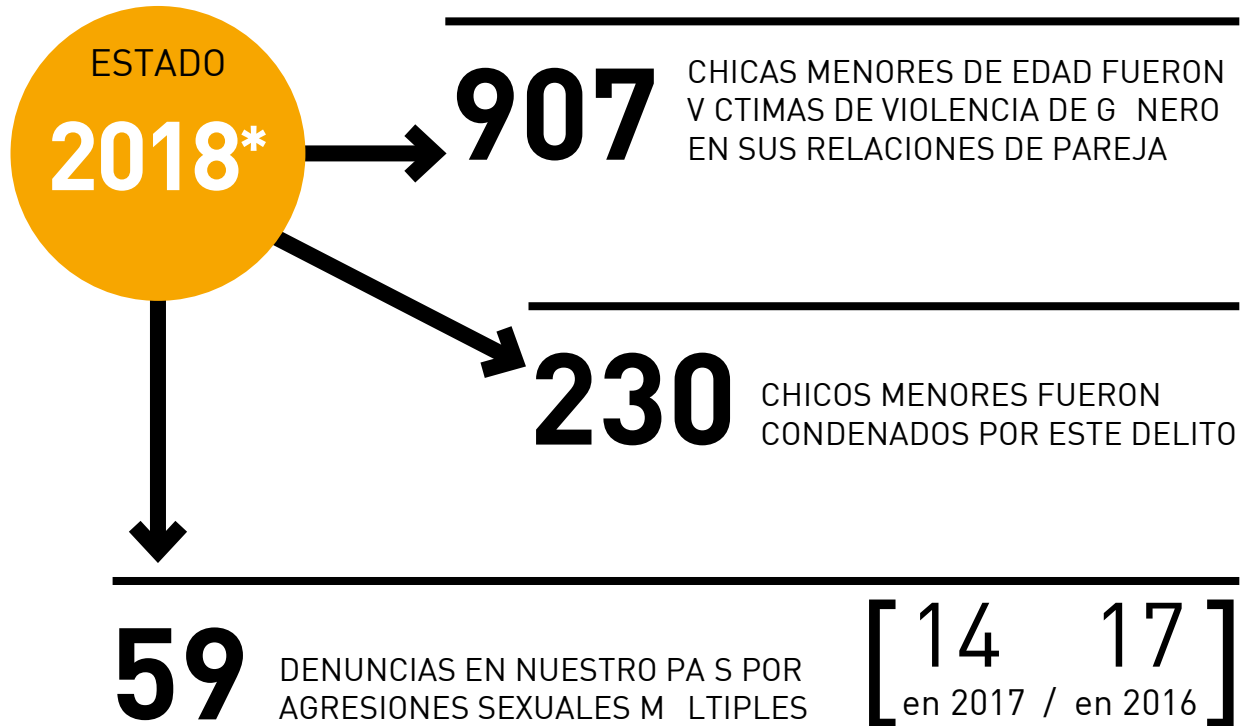 ESTADO
2018*
907
CHICAS MENORES DE EDAD FUERON
V CTIMAS DE VIOLENCIA DE G NERO
EN SUS RELACIONES DE PAREJA
230
CHICOS MENORES FUERON
CONDENADOS POR ESTE DELITO
59
DENUNCIAS EN NUESTRO PA S POR
AGRESIONES SEXUALES M LTIPLES
[14 17]
en 2017 / en 2016